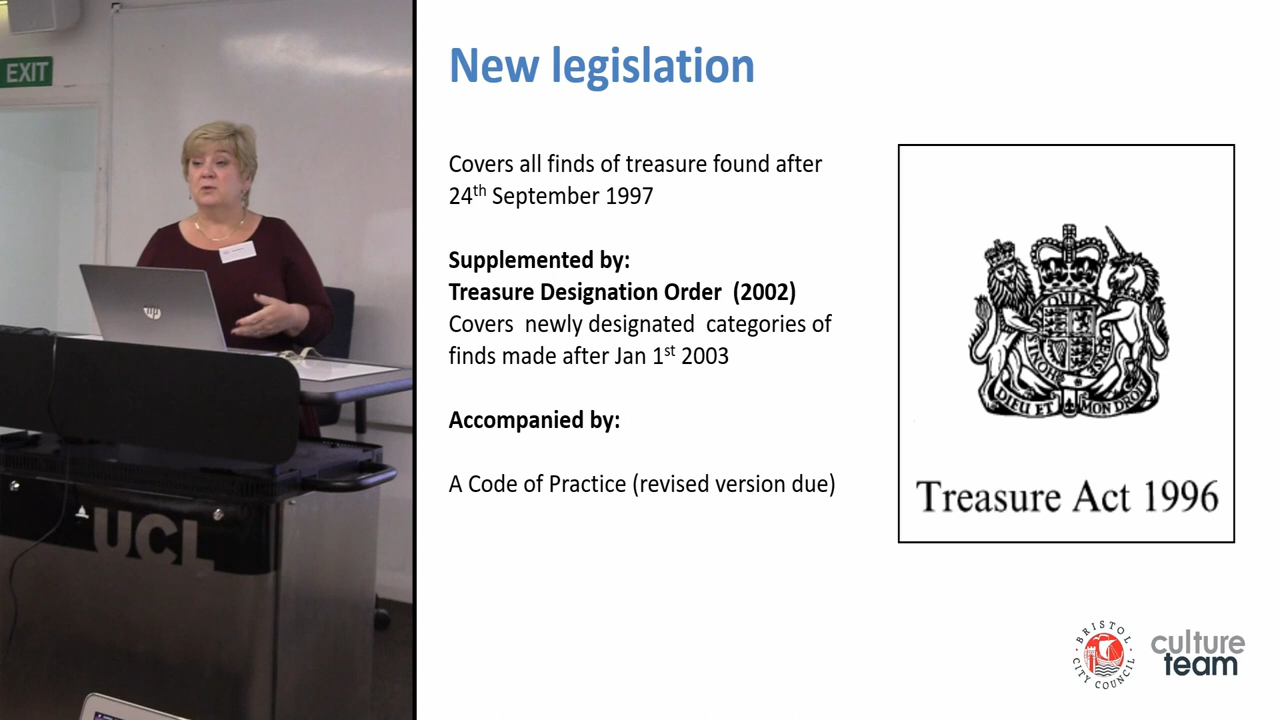 EXIT
hp
UCL
New legislation
Covers all finds of treasure found after
24th September 1997
Supplemented by:
Treasure Designation Order (2002)
Covers newly designated categories of
finds made after Jan 1st 2003
Accompanied by:
A Code of Practice (revised version due)
DIEU ET MON DROIT
Treasure Act 1996
BRISTOL
CITY COUNCIL
culture
team